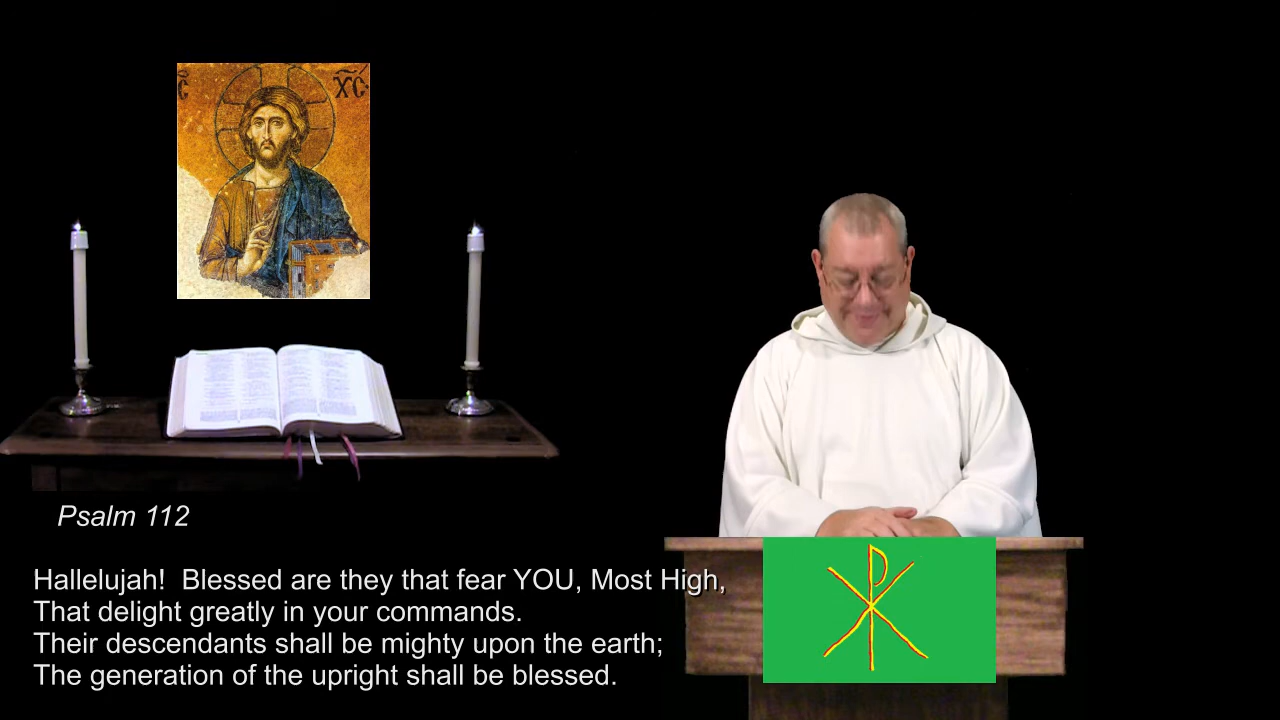 X̅C
Psalm 112
Hallelujah!  Blessed are they that fear YOU, Most High,
That delight greatly in your commands.
Their descendants shall be mighty upon the earth;
The generation of the upright shall be blessed.